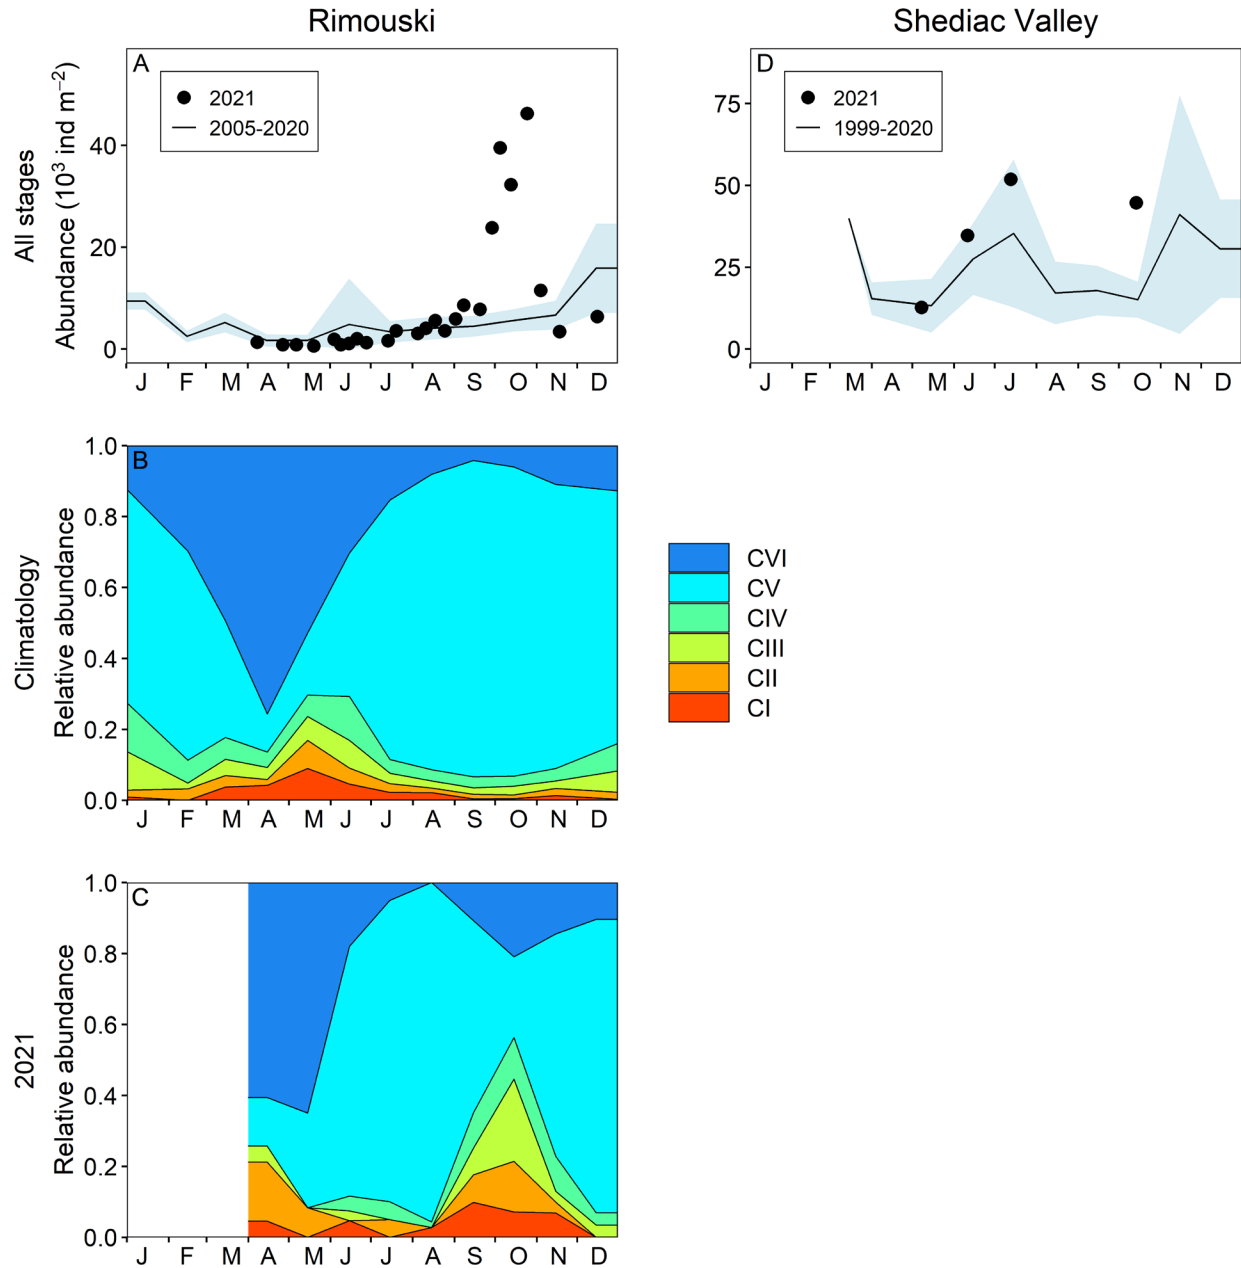 Rimouski
Shediac Valley
All stages
Abundance (10³ ind m⁻²)
A
2021
2005-2020
40
20
0
J F M A M J J A S O N D
D
2021
1999-2020
75
50
25
0
J F M A M J J A S O N D
Climatology
Relative abundance
B
1.0
0.8
0.6
0.4
0.2
0.0
J F M A M J J A S O N D
CVI
CV
CIV
CIII
CII
CI
2021
Relative abundance
C
1.0
0.8
0.6
0.4
0.2
0.0
J F M A M J J A S O N D